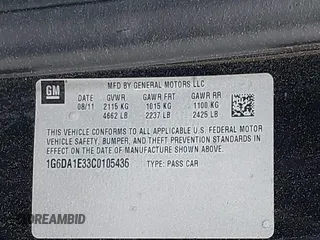 GM
MFD BY GENERAL MOTORS LLC
DATE GVWR GAWR FRT GAWR RR
08/11 2115 KG 1015 KG 1100 KG
4662 LB 2237 LB 2425 LB
THIS VEHICLE CONFORMS TO ALL APPLICABLE U.S. FEDERAL MOTOR
VEHICLE SAFETY, BUMPER, AND THEFT PREVENTION STANDARDS IN
EFFECT ON THE DATE OF MANUFACTURE SHOWN ABOVE.
1G6DA1E33C0105436 TYPE: PASS CAR
DREAMBID